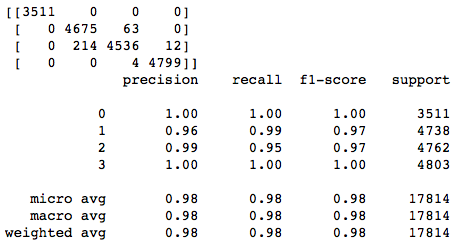 [[3511 0 0 0]
[ 0 4675 63 0]
[ 0 214 4536 12]
[ 0 0 4 4799]]
precision recall f1-score support
0 1.00 1.00 1.00 3511
1 0.96 0.99 0.97 4738
2 0.99 0.95 0.97 4762
3 1.00 1.00 1.00 4803
micro avg 0.98 0.98 0.98 17814
macro avg 0.98 0.98 0.98 17814
weighted avg 0.98 0.98 0.98 17814